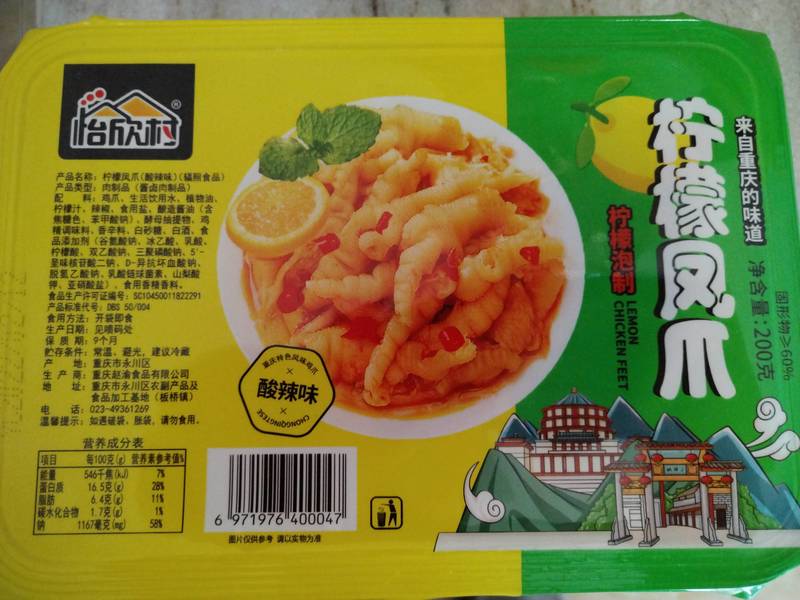 怡欣村®
产品名称：柠檬凤爪(酸辣味)(辐照食品)
产品类型：肉制品（酱卤肉制品）
配 料：鸡爪、生活饮用水、植物油、
柠檬汁、辣椒、食用盐、酿造酱油（含
焦糖色、苯甲酸钠）、酵母抽提物、鸡
精调味料、香辛料、白砂糖、白酒、食
品添加剂（谷氨酸钠、冰乙酸、乳酸、
柠檬酸、双乙酸钠、三聚磷酸钠、5'-
呈味核苷酸二钠、D-异抗坏血酸钠、
脱氢乙酸钠、乳酸链球菌素、山梨酸
钾、亚硝酸盐）、食用香精香料。
食品生产许可证编号：SC10450011822291
产品标准代号：DBS 50/004
食用方法：开袋即食
生产日期：见喷码处
保 质 期：9个月
贮存条件：常温、避光，建议冷藏
产 地：重庆市永川区
生 产 商：重庆赵渝食品有限公司
地 址：重庆市永川区农副产品及
食品加工基地（板桥镇）
电 话：023-49361269
温馨提示：如遇破袋、胀袋，请勿食用。
营养成分表
项目 每100克(g) 营养素参考值%
能量 546千焦(kJ) 7%
蛋白质 16.5克(g) 28%
脂肪 6.4克(g) 11%
碳水化合物 1.7克(g) 1%
钠 1167毫克(mg) 58%
重庆特色风味鸡爪
酸辣味
CHONGQINGTESE
6 971976 400047
图片仅供参考 请以实物为准
来自重庆的味道
柠檬凤爪
柠檬泡制
LEMON
CHICKEN FEET
净含量：200克
固形物≥60%